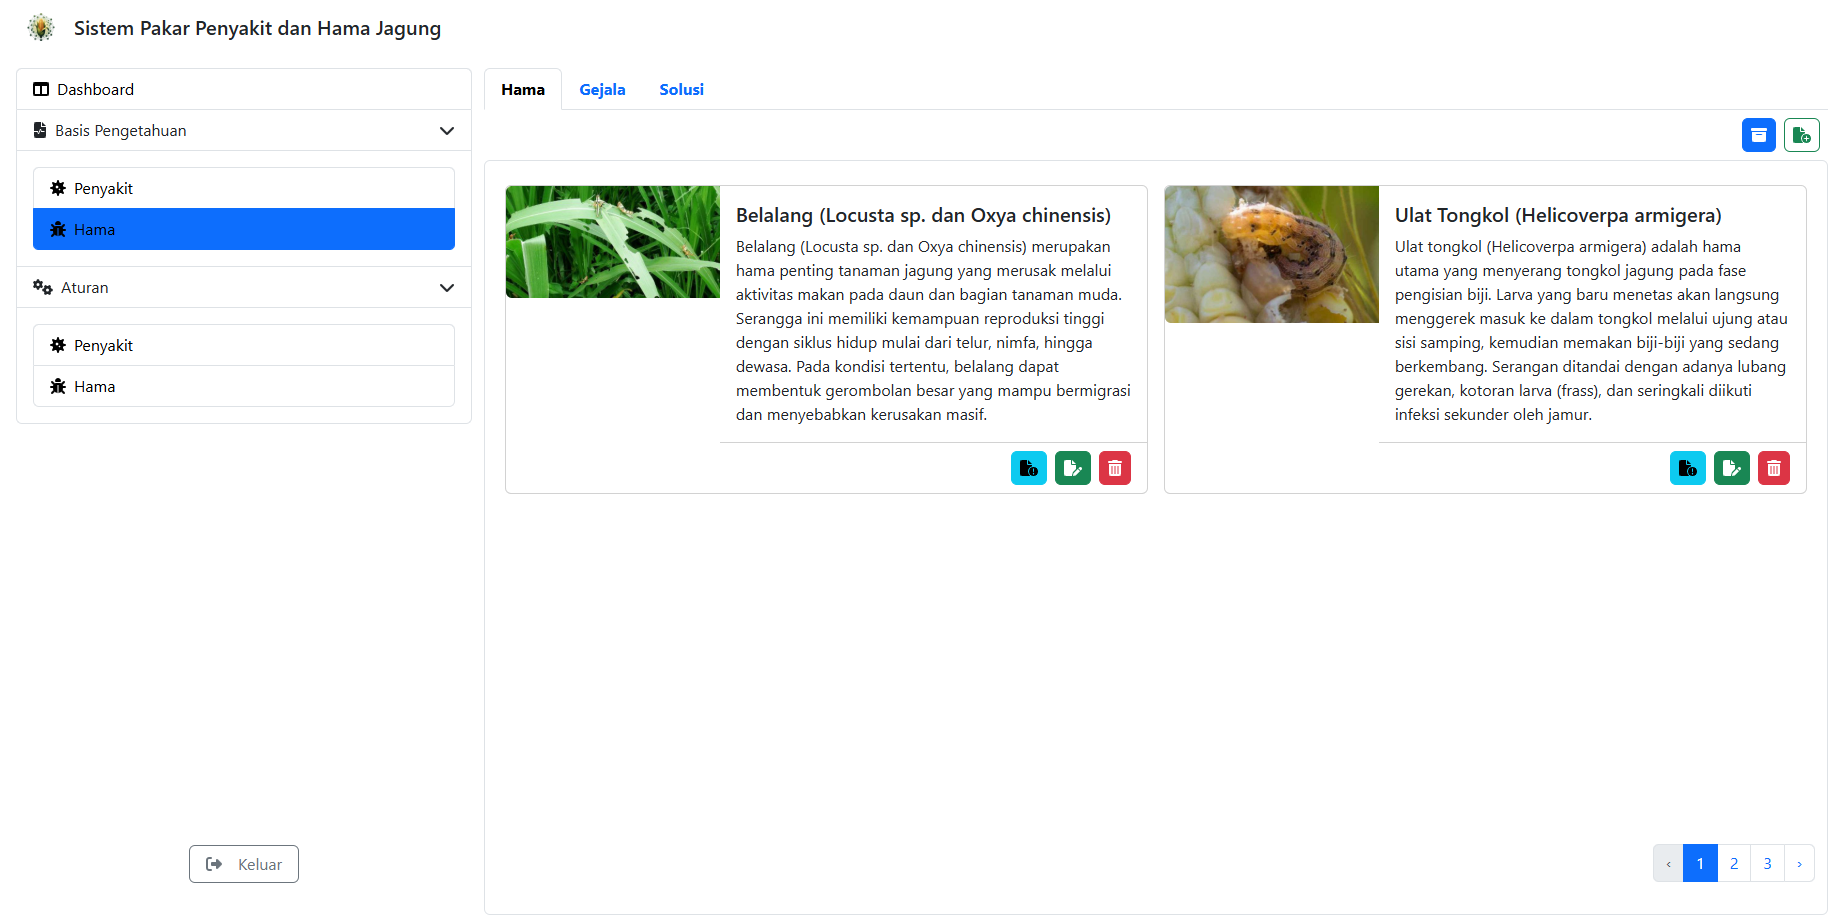 Sistem Pakar Penyakit dan Hama Jagung
Dashboard
Basis Pengetahuan
Penyakit
Hama
Aturan
Penyakit
Hama
Keluar
Hama
Gejala
Solusi
Belalang (Locusta sp. dan Oxya chinensis)
Belalang (Locusta sp. dan Oxya chinensis) merupakan
hama penting tanaman jagung yang merusak melalui
aktivitas makan pada daun dan bagian tanaman muda.
Serangga ini memiliki kemampuan reproduksi tinggi
dengan siklus hidup mulai dari telur, nimfa, hingga
dewasa. Pada kondisi tertentu, belalang dapat
membentuk gerombolan besar yang mampu bermigrasi
dan menyebabkan kerusakan masif.
Ulat Tongkol (Helicoverpa armigera)
Ulat tongkol (Helicoverpa armigera) adalah hama
utama yang menyerang tongkol jagung pada fase
pengisian biji. Larva yang baru menetas akan langsung
menggerek masuk ke dalam tongkol melalui ujung atau
sisi samping, kemudian memakan biji-biji yang sedang
berkembang. Serangan ditandai dengan adanya lubang
gerekan, kotoran larva (frass), dan seringkali diikuti
infeksi sekunder oleh jamur.
‹ 1 2 3 ›